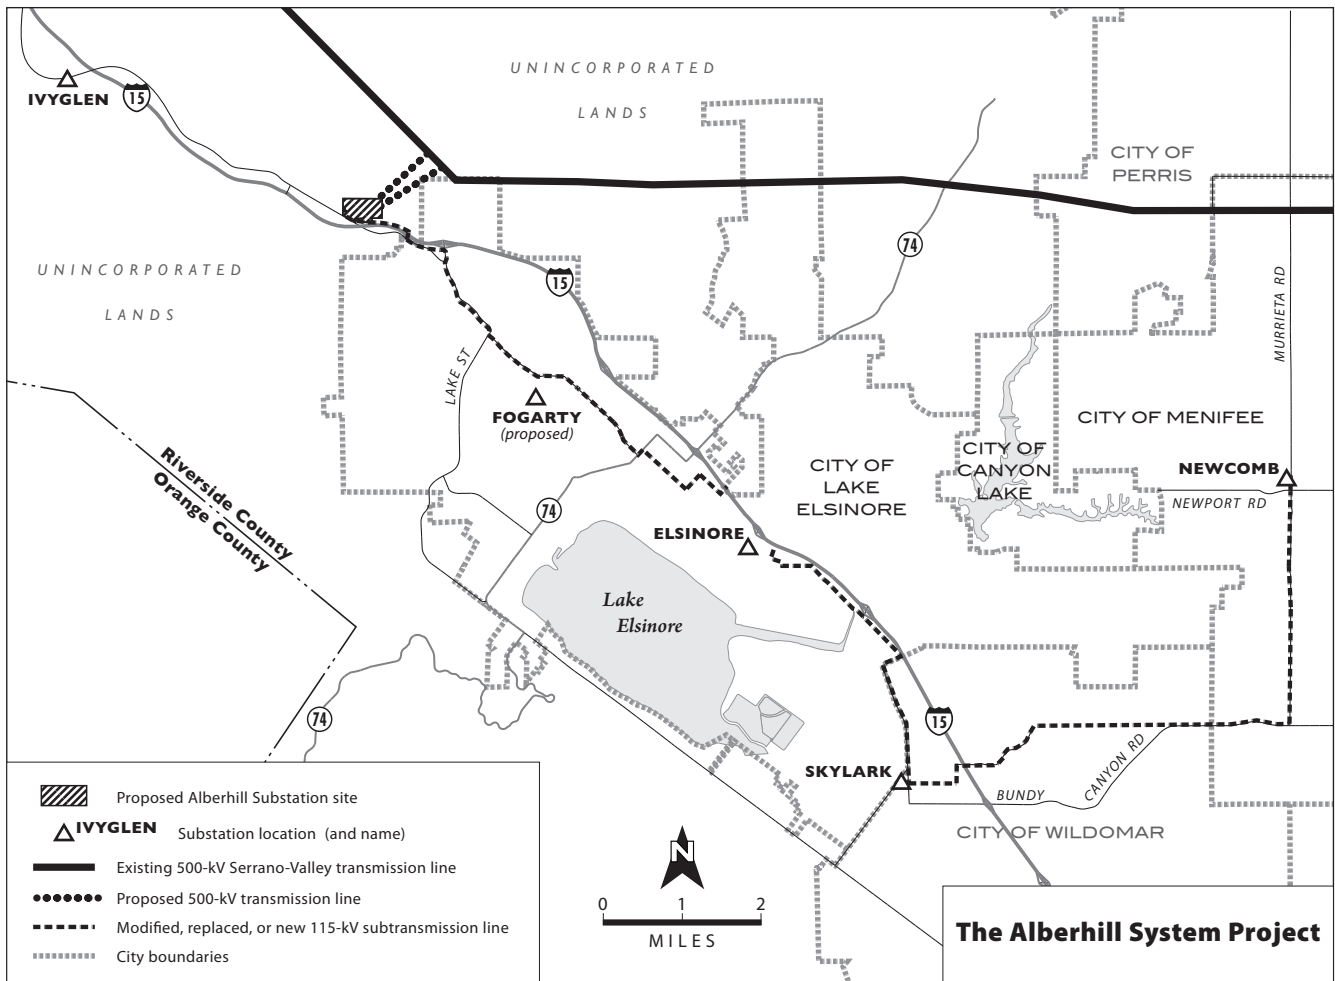 UNINCORPORATED
LANDS
IVYGLEN
15
CITY OF
PERRIS
74
UNINCORPORATED
LANDS
15
MURRIETA RD
LAKE ST
FOGARTY
(proposed)
CITY OF MENIFEE
CITY OF
CANYON
LAKE
CITY OF
LAKE
ELSINORE
NEWCOMB
NEWPORT RD
Riverside County
Orange County
74
ELSINORE
Lake
Elsinore
74
15
SKYLARK
BUNDY
CANYON RD
CITY OF WILDOMAR
Proposed Alberhill Substation site
IVYGLEN
Substation location (and name)
Existing 500-kV Serrano-Valley transmission line
Proposed 500-kV transmission line
Modified, replaced, or new 115-kV subtransmission line
City boundaries
N
0 1 2
MILES
The Alberhill System Project